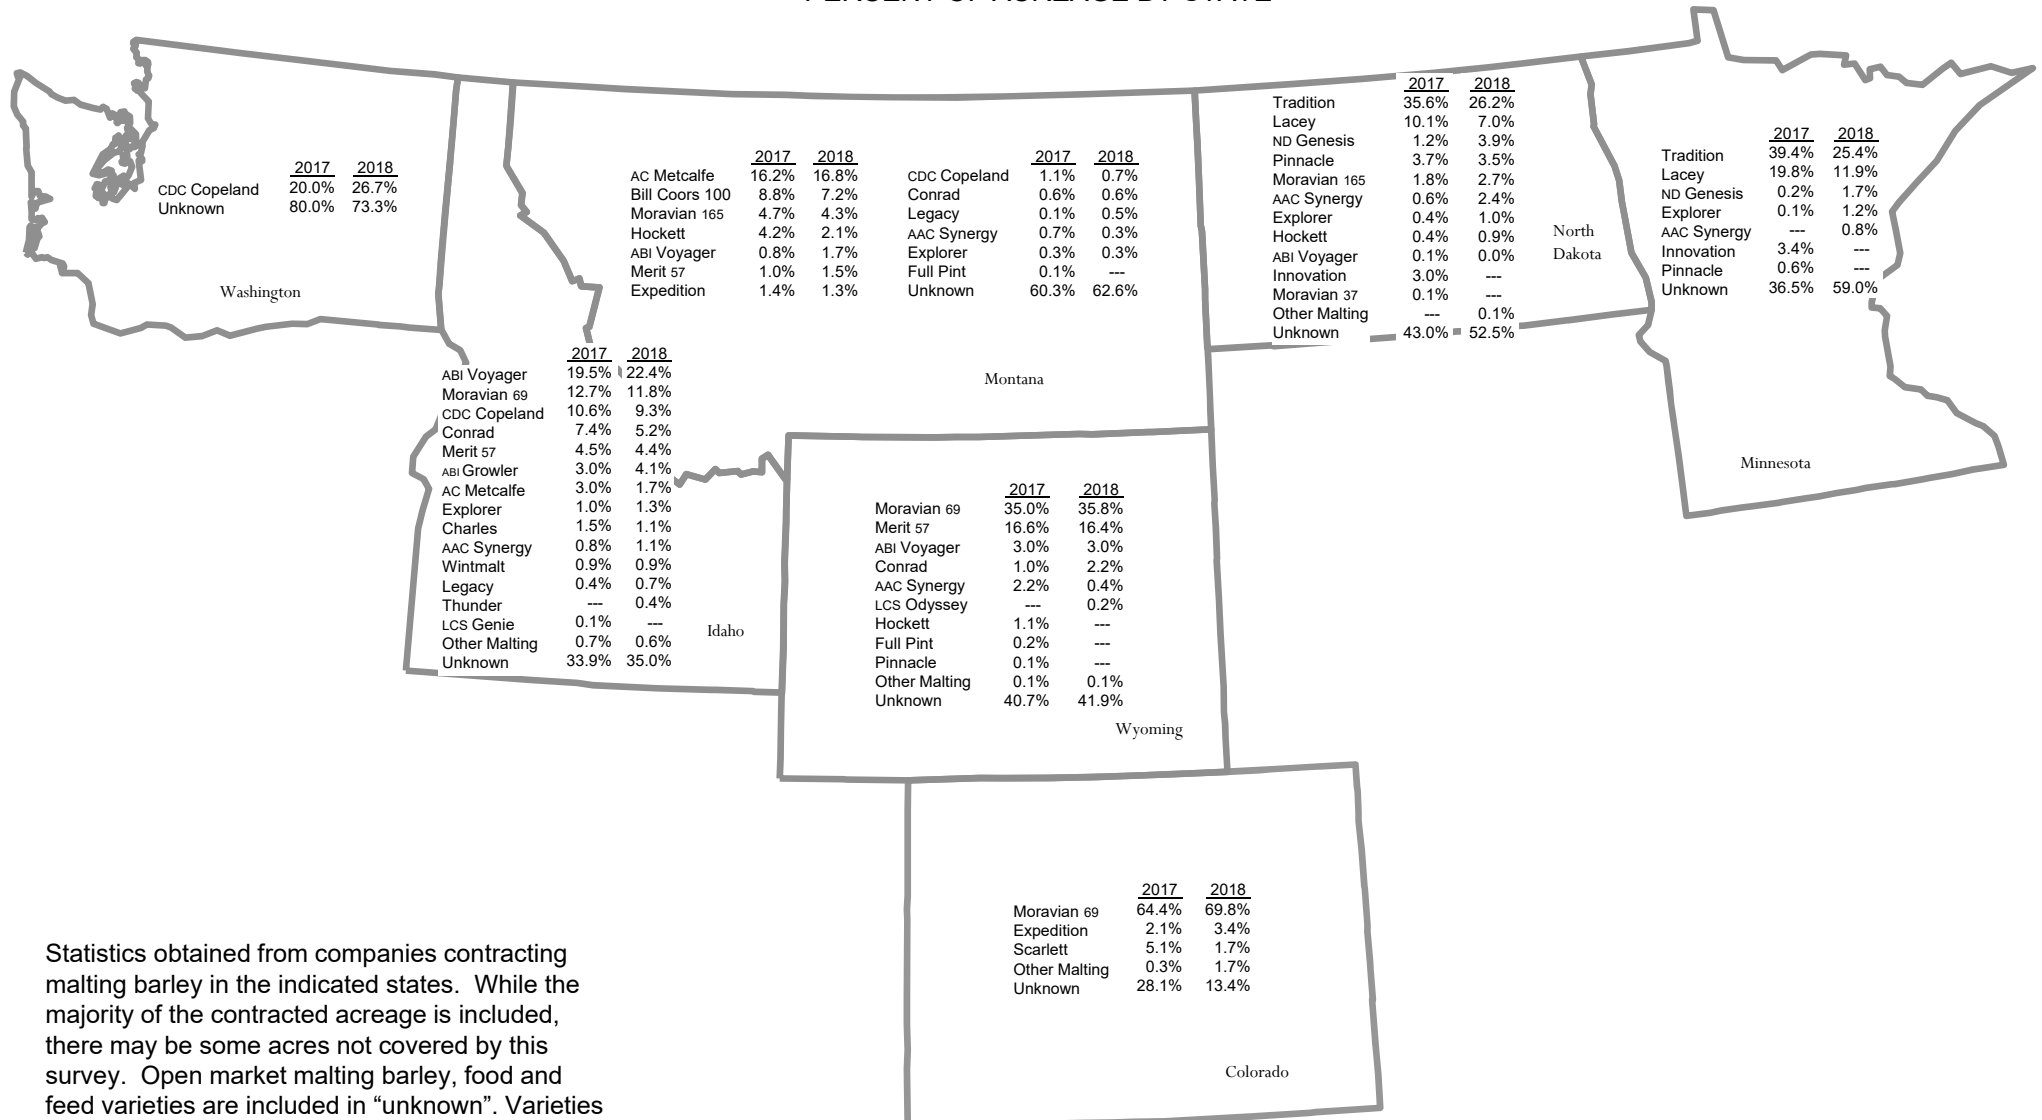 PERCENT OF ACREAGE BY STATE
2017 2018
CDC Copeland 20.0% 26.7%
Unknown 80.0% 73.3%
Washington
2017 2018
AC Metcalfe 16.2% 16.8%
Bill Coors 100 8.8% 7.2%
Moravian 165 4.7% 4.3%
Hockett 4.2% 2.1%
ABI Voyager 0.8% 1.7%
Merit 57 1.0% 1.5%
Expedition 1.4% 1.3%
2017 2018
CDC Copeland 1.1% 0.7%
Conrad 0.6% 0.6%
Legacy 0.1% 0.5%
AAC Synergy 0.7% 0.3%
Explorer 0.3% 0.3%
Full Pint 0.1% ---
Unknown 60.3% 62.6%
Montana
2017 2018
Tradition 35.6% 26.2%
Lacey 10.1% 7.0%
ND Genesis 1.2% 3.9%
Pinnacle 3.7% 3.5%
Moravian 165 1.8% 2.7%
AAC Synergy 0.6% 2.4%
Explorer 0.4% 1.0%
Hockett 0.4% 0.9%
ABI Voyager 0.1% 0.0%
Innovation 3.0% ---
Moravian 37 0.1% ---
Other Malting --- 0.1%
Unknown 43.0% 52.5%
North
Dakota
2017 2018
Tradition 39.4% 25.4%
Lacey 19.8% 11.9%
ND Genesis 0.2% 1.7%
Explorer 0.1% 1.2%
AAC Synergy --- 0.8%
Innovation 3.4% ---
Pinnacle 0.6% ---
Unknown 36.5% 59.0%
Minnesota
2017 2018
ABI Voyager 19.5% 22.4%
Moravian 69 12.7% 11.8%
CDC Copeland 10.6% 9.3%
Conrad 7.4% 5.2%
Merit 57 4.5% 4.4%
ABI Growler 3.0% 4.1%
AC Metcalfe 3.0% 1.7%
Explorer 1.0% 1.3%
Charles 1.5% 1.1%
AAC Synergy 0.8% 1.1%
Wintmalt 0.9% 0.9%
Legacy 0.4% 0.7%
Thunder --- 0.4%
LCS Genie 0.1% ---
Other Malting 0.7% 0.6%
Unknown 33.9% 35.0%
Idaho
2017 2018
Moravian 69 35.0% 35.8%
Merit 57 16.6% 16.4%
ABI Voyager 3.0% 3.0%
Conrad 1.0% 2.2%
AAC Synergy 2.2% 0.4%
LCS Odyssey --- 0.2%
Hockett 1.1% ---
Full Pint 0.2% ---
Pinnacle 0.1% ---
Other Malting 0.1% 0.1%
Unknown 40.7% 41.9%
Wyoming
2017 2018
Moravian 69 64.4% 69.8%
Expedition 2.1% 3.4%
Scarlett 5.1% 1.7%
Other Malting 0.3% 1.7%
Unknown 28.1% 13.4%
Colorado
Statistics obtained from companies contracting
malting barley in the indicated states. While the
majority of the contracted acreage is included,
there may be some acres not covered by this
survey. Open market malting barley, food and
feed varieties are included in “unknown”. Varieties